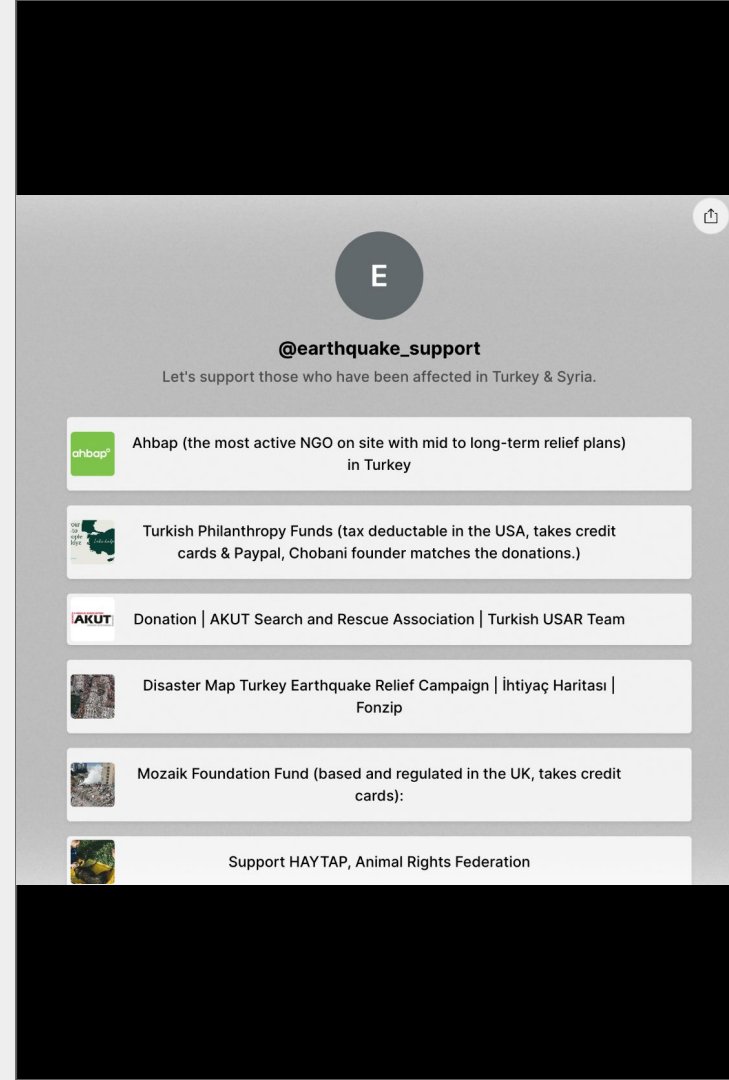 E
@earthquake_support
Let's support those who have been affected in Turkey & Syria.
ahbap
Ahbap (the most active NGO on site with mid to long-term relief plans)
in Turkey
Turkish Philanthropy Funds (tax deductable in the USA, takes credit
cards & Paypal, Chobani founder matches the donations.)
AKUT
Donation | AKUT Search and Rescue Association | Turkish USAR Team
Disaster Map Turkey Earthquake Relief Campaign | İhtiyaç Haritası |
Fonzip
Mozaik Foundation Fund (based and regulated in the UK, takes credit
cards):
Support HAYTAP, Animal Rights Federation